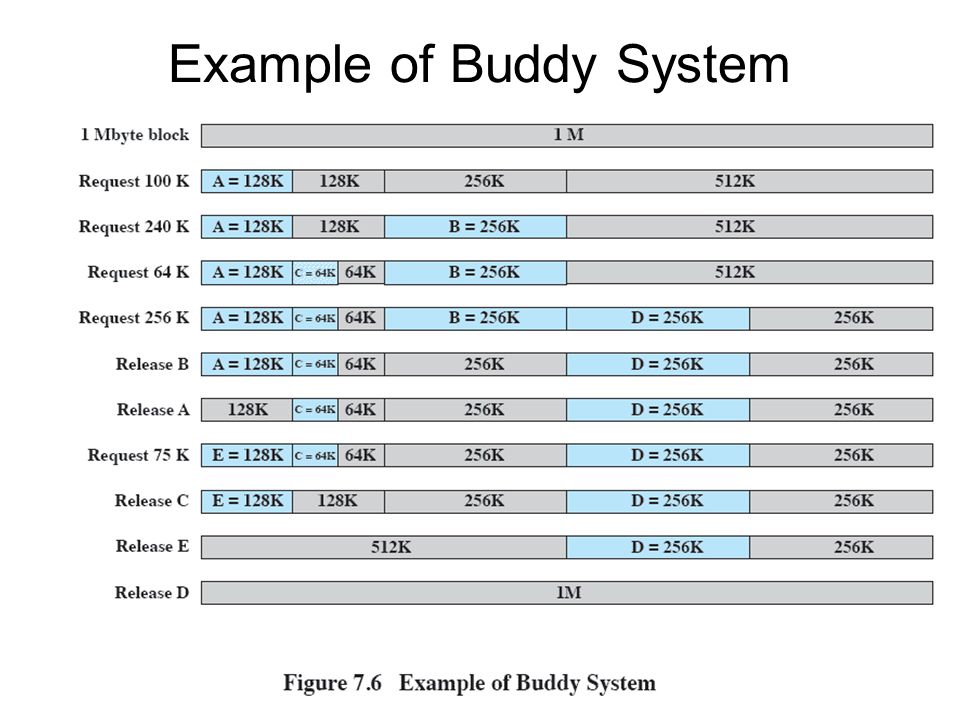 Example of Buddy System
1 Mbyte block 1 M
Request 100 K A = 128K 128K 256K 512K
Request 240 K A = 128K 128K B = 256K 512K
Request 64 K A = 128K C = 64K 64K B = 256K 512K
Request 256 K A = 128K C = 64K 64K B = 256K D = 256K 256K
Release B A = 128K C = 64K 64K 256K D = 256K 256K
Release A 128K C = 64K 64K 256K D = 256K 256K
Request 75 K E = 128K C = 64K 64K 256K D = 256K 256K
Release C E = 128K 128K 256K D = 256K 256K
Release E 512K D = 256K 256K
Release D 1M
Figure 7.6 Example of Buddy System